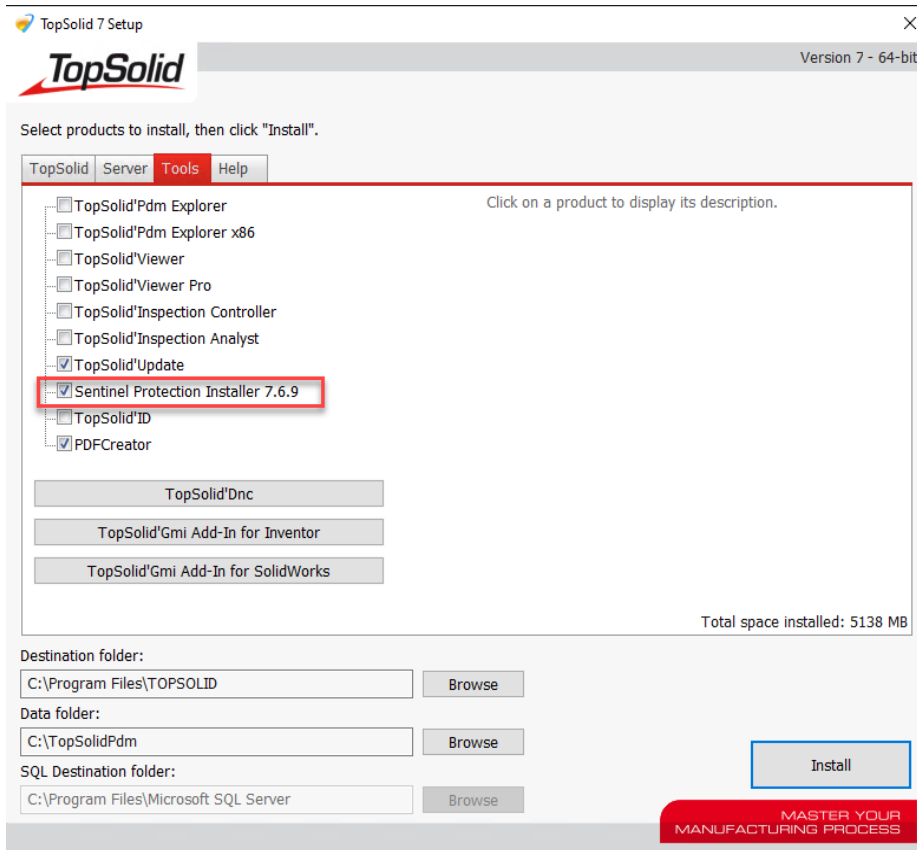 TopSolid 7 Setup
TopSolid
Version 7 - 64-bit
Select products to install, then click "Install".
TopSolid Server Tools Help
TopSolid'Pdm Explorer
Click on a product to display its description.
TopSolid'Pdm Explorer x86
TopSolid'Viewer
TopSolid'Viewer Pro
TopSolid'Inspection Controller
TopSolid'Inspection Analyst
TopSolid'Update
Sentinel Protection Installer 7.6.9
TopSolid'ID
PDFCreator
TopSolid'Dnc
TopSolid'Gmi Add-In for Inventor
TopSolid'Gmi Add-In for SolidWorks
Total space installed: 5138 MB
Destination folder:
C:\Program Files\TOPSOLID Browse
Data folder:
C:\TopSolidPdm Browse
SQL Destination folder:
Install
C:\Program Files\Microsoft SQL Server Browse
MASTER YOUR
MANUFACTURING PROCESS